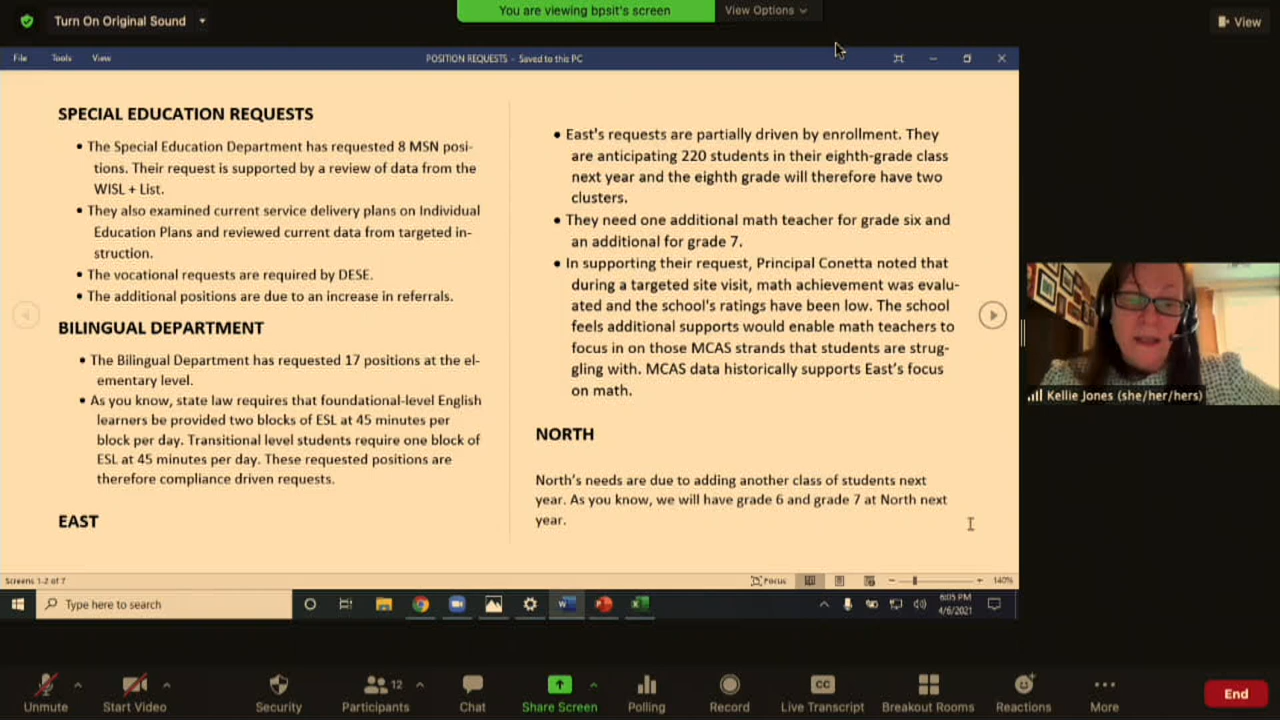 Turn On Original Sound
You are viewing bpsit's screen
View Options
View
File Tools View
POSITION REQUESTS - Saved to this PC
SPECIAL EDUCATION REQUESTS
• The Special Education Department has requested 8 MSN posi-
tions. Their request is supported by a review of data from the
WISL + List.
• They also examined current service delivery plans on Individual
Education Plans and reviewed current data from targeted in-
struction.
• The vocational requests are required by DESE.
• The additional positions are due to an increase in referrals.
BILINGUAL DEPARTMENT
• The Bilingual Department has requested 17 positions at the el-
ementary level.
• As you know, state law requires that foundational-level English
learners be provided two blocks of ESL at 45 minutes per
block per day. Transitional level students require one block of
ESL at 45 minutes per day. These requested positions are
therefore compliance driven requests.
EAST
• East's requests are partially driven by enrollment. They
are anticipating 220 students in their eighth-grade class
next year and the eighth grade will therefore have two
clusters.
• They need one additional math teacher for grade six and
an additional for grade 7.
• In supporting their request, Principal Conetta noted that
during a targeted site visit, math achievement was evalu-
ated and the school's ratings have been low. The school
feels additional supports would enable math teachers to
focus in on those MCAS strands that students are strug-
gling with. MCAS data historically supports East's focus
on math.
NORTH
North's needs are due to adding another class of students next
year. As you know, we will have grade 6 and grade 7 at North next
year.
Kellie Jones (she/her/hers)
Screens 1-2 of 7
Focus
140%
Type here to search
6:05 PM
4/6/2021
Unmute
Start Video
Security
12
Participants
Chat
Share Screen
Polling
Record
CC
Live Transcript
Breakout Rooms
Reactions
More
End